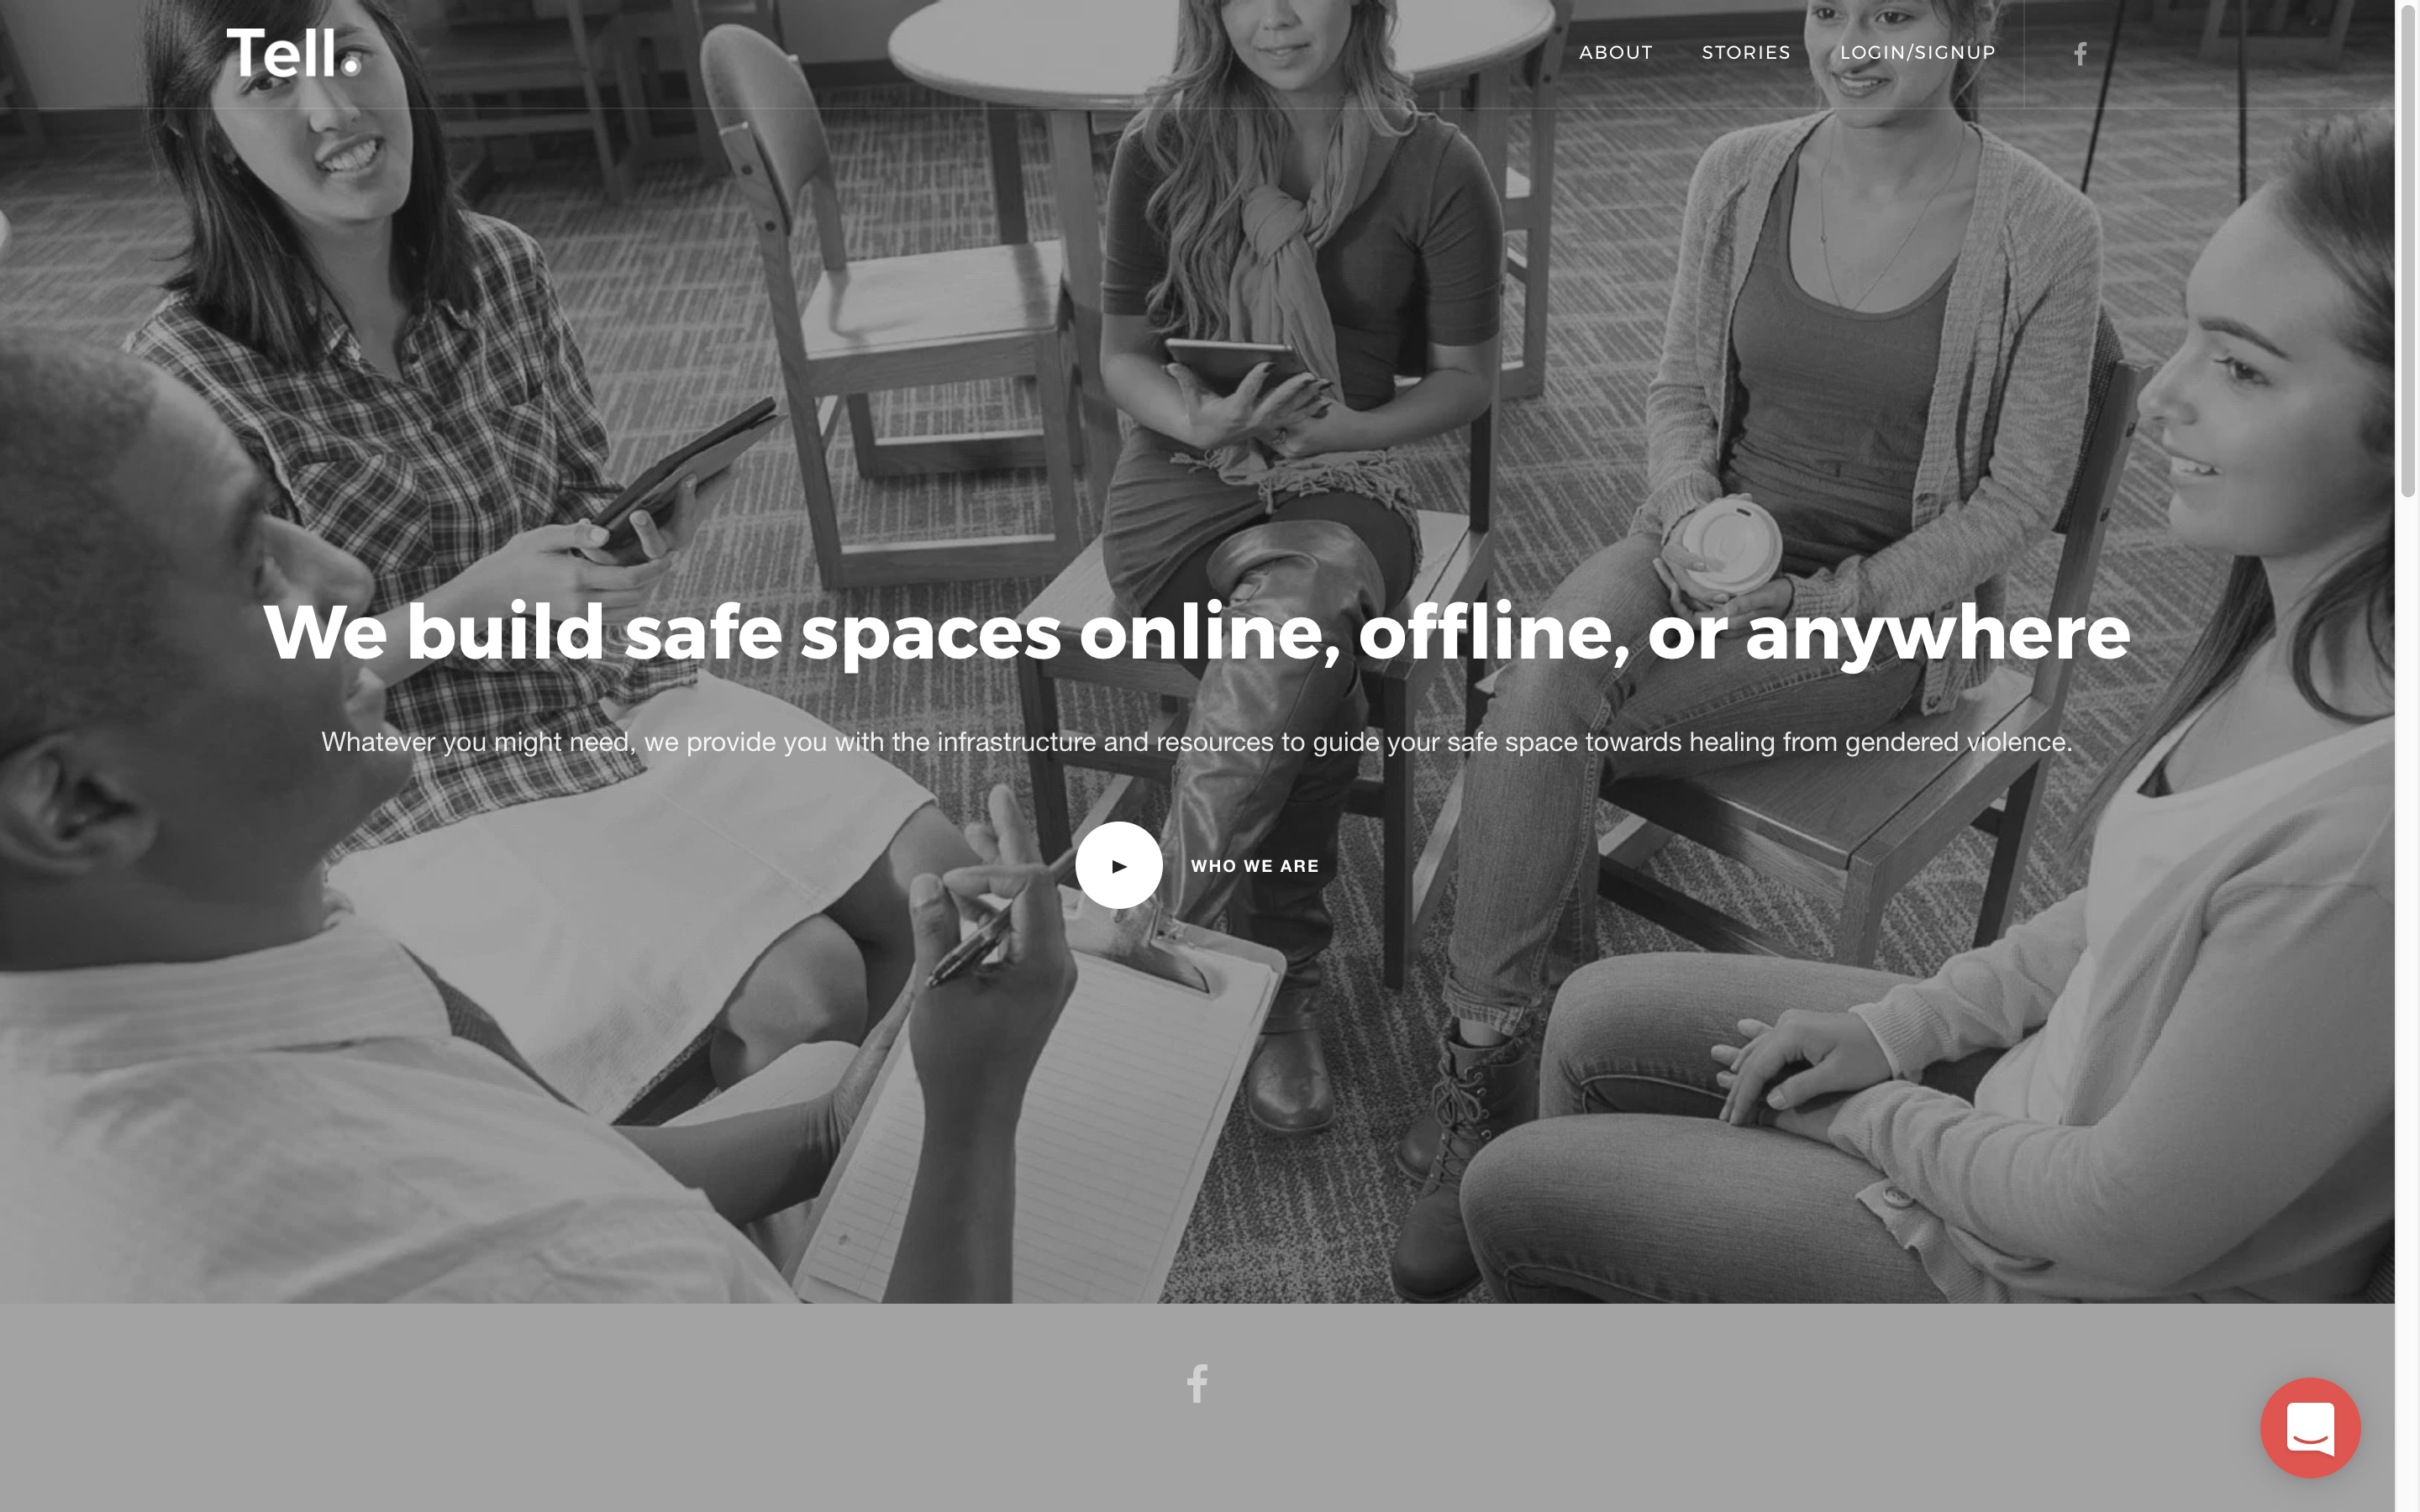 Tell.
ABOUT STORIES LOGIN/SIGNUP
We build safe spaces online, offline, or anywhere
Whatever you might need, we provide you with the infrastructure and resources to guide your safe space towards healing from gendered violence.
WHO WE ARE